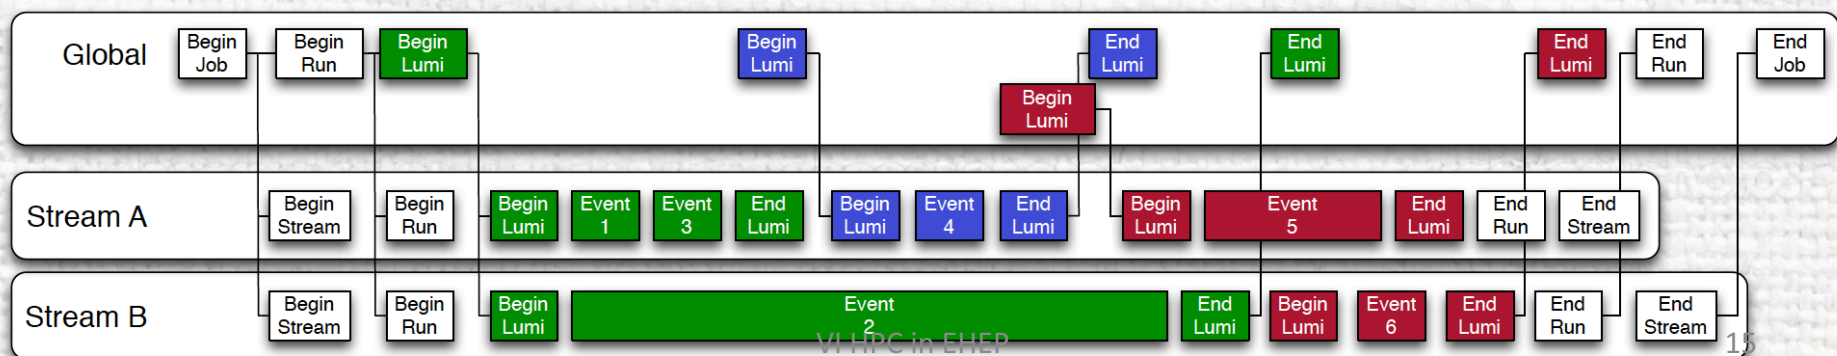 Global
Begin
Job
Begin
Run
Begin
Lumi
Begin
Lumi
Begin
Lumi
End
Lumi
End
Lumi
End
Lumi
End
Run
End
Job
Stream A
Begin
Stream
Begin
Run
Begin
Lumi
Event
1
Event
3
End
Lumi
Begin
Lumi
Event
4
End
Lumi
Begin
Lumi
Event
5
End
Lumi
End
Run
End
Stream
Stream B
Begin
Stream
Begin
Run
Begin
Lumi
Event
2
End
Lumi
Begin
Lumi
Event
6
End
Lumi
End
Run
End
Stream
VI HPC in EHEP
15